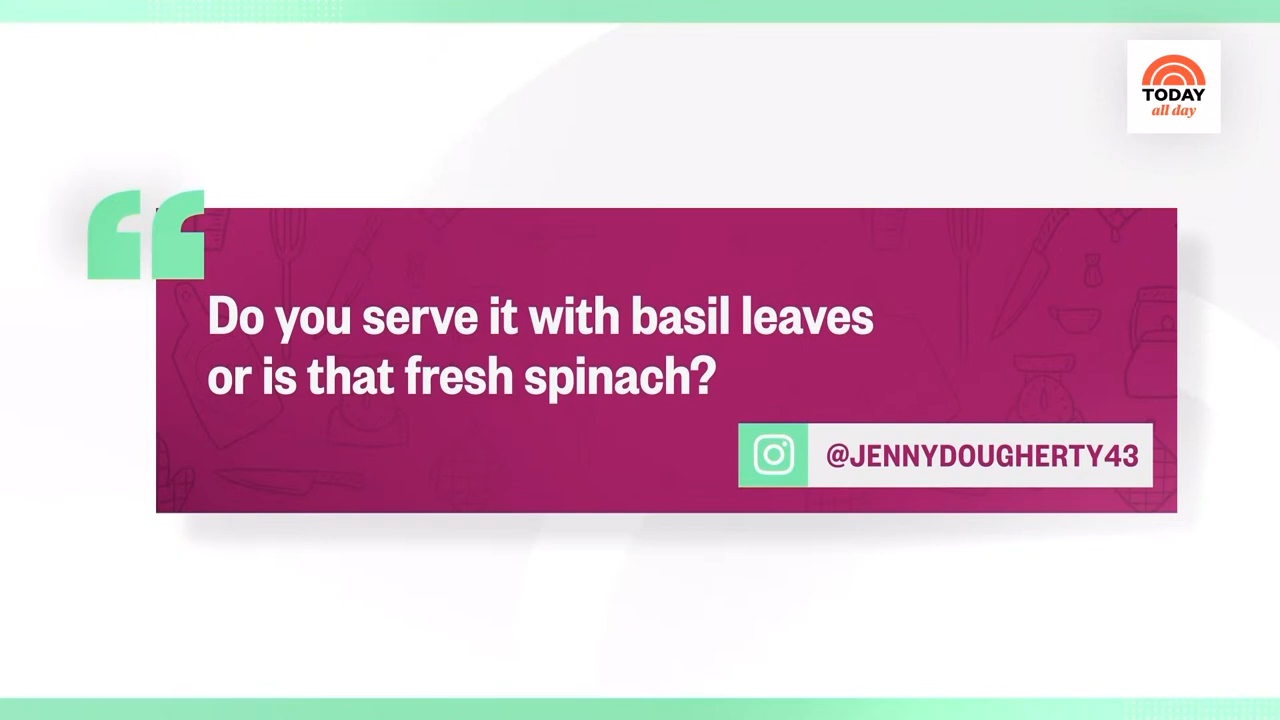 TODAY
all day
Do you serve it with basil leaves
or is that fresh spinach?
@JENNYDOUGHERTY43